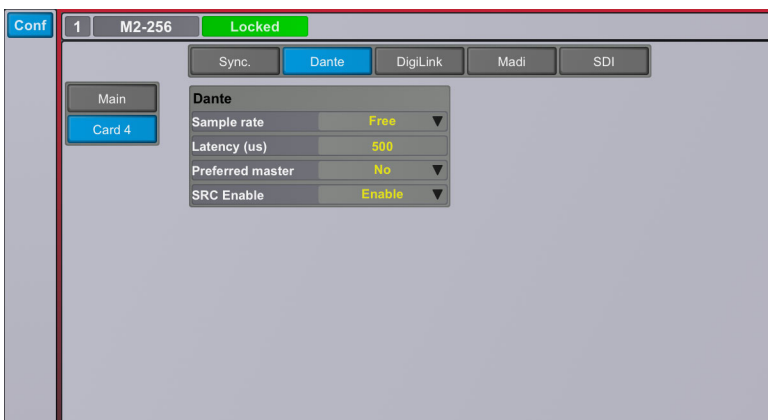 Conf
1 M2-256 Locked
Sync. Dante DigiLink Madi SDI
Main
Card 4
Dante
Sample rate Free
Latency (us) 500
Preferred master No
SRC Enable Enable